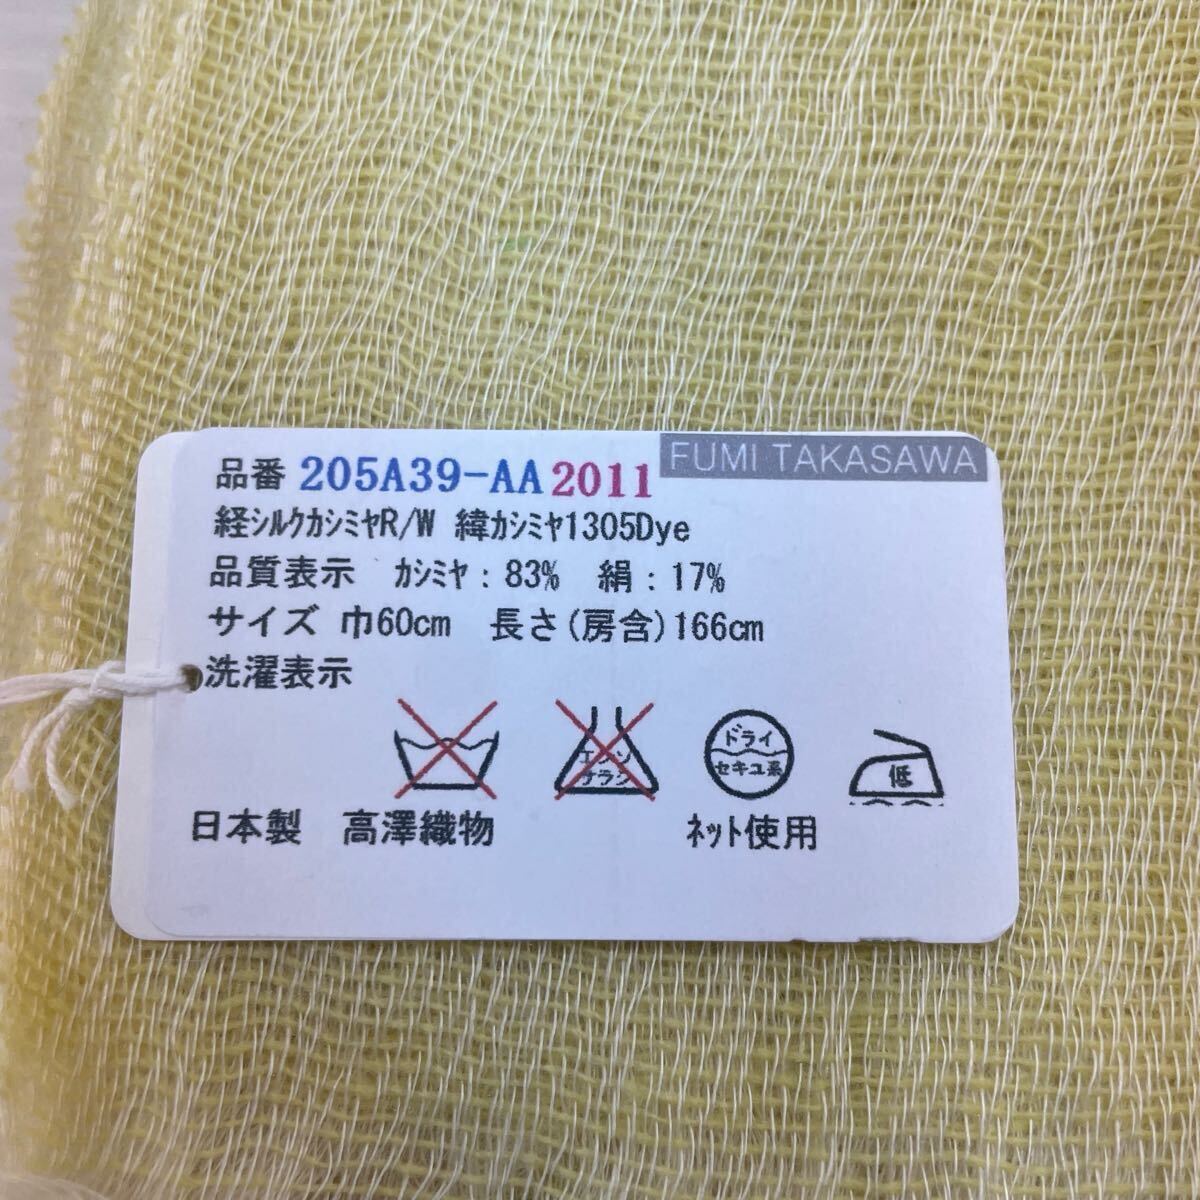 FUMI TAKASAWA
品番 205A39-AA 2011
経シルクカシミヤR/W 緯カシミヤ1305Dye
品質表示 カシミヤ:83% 絹:17%
サイズ 巾60cm 長さ(房含)166cm
洗濯表示
エンソ
サラシ
ドライ
セキユ系
低
日本製 高澤織物 ネット使用